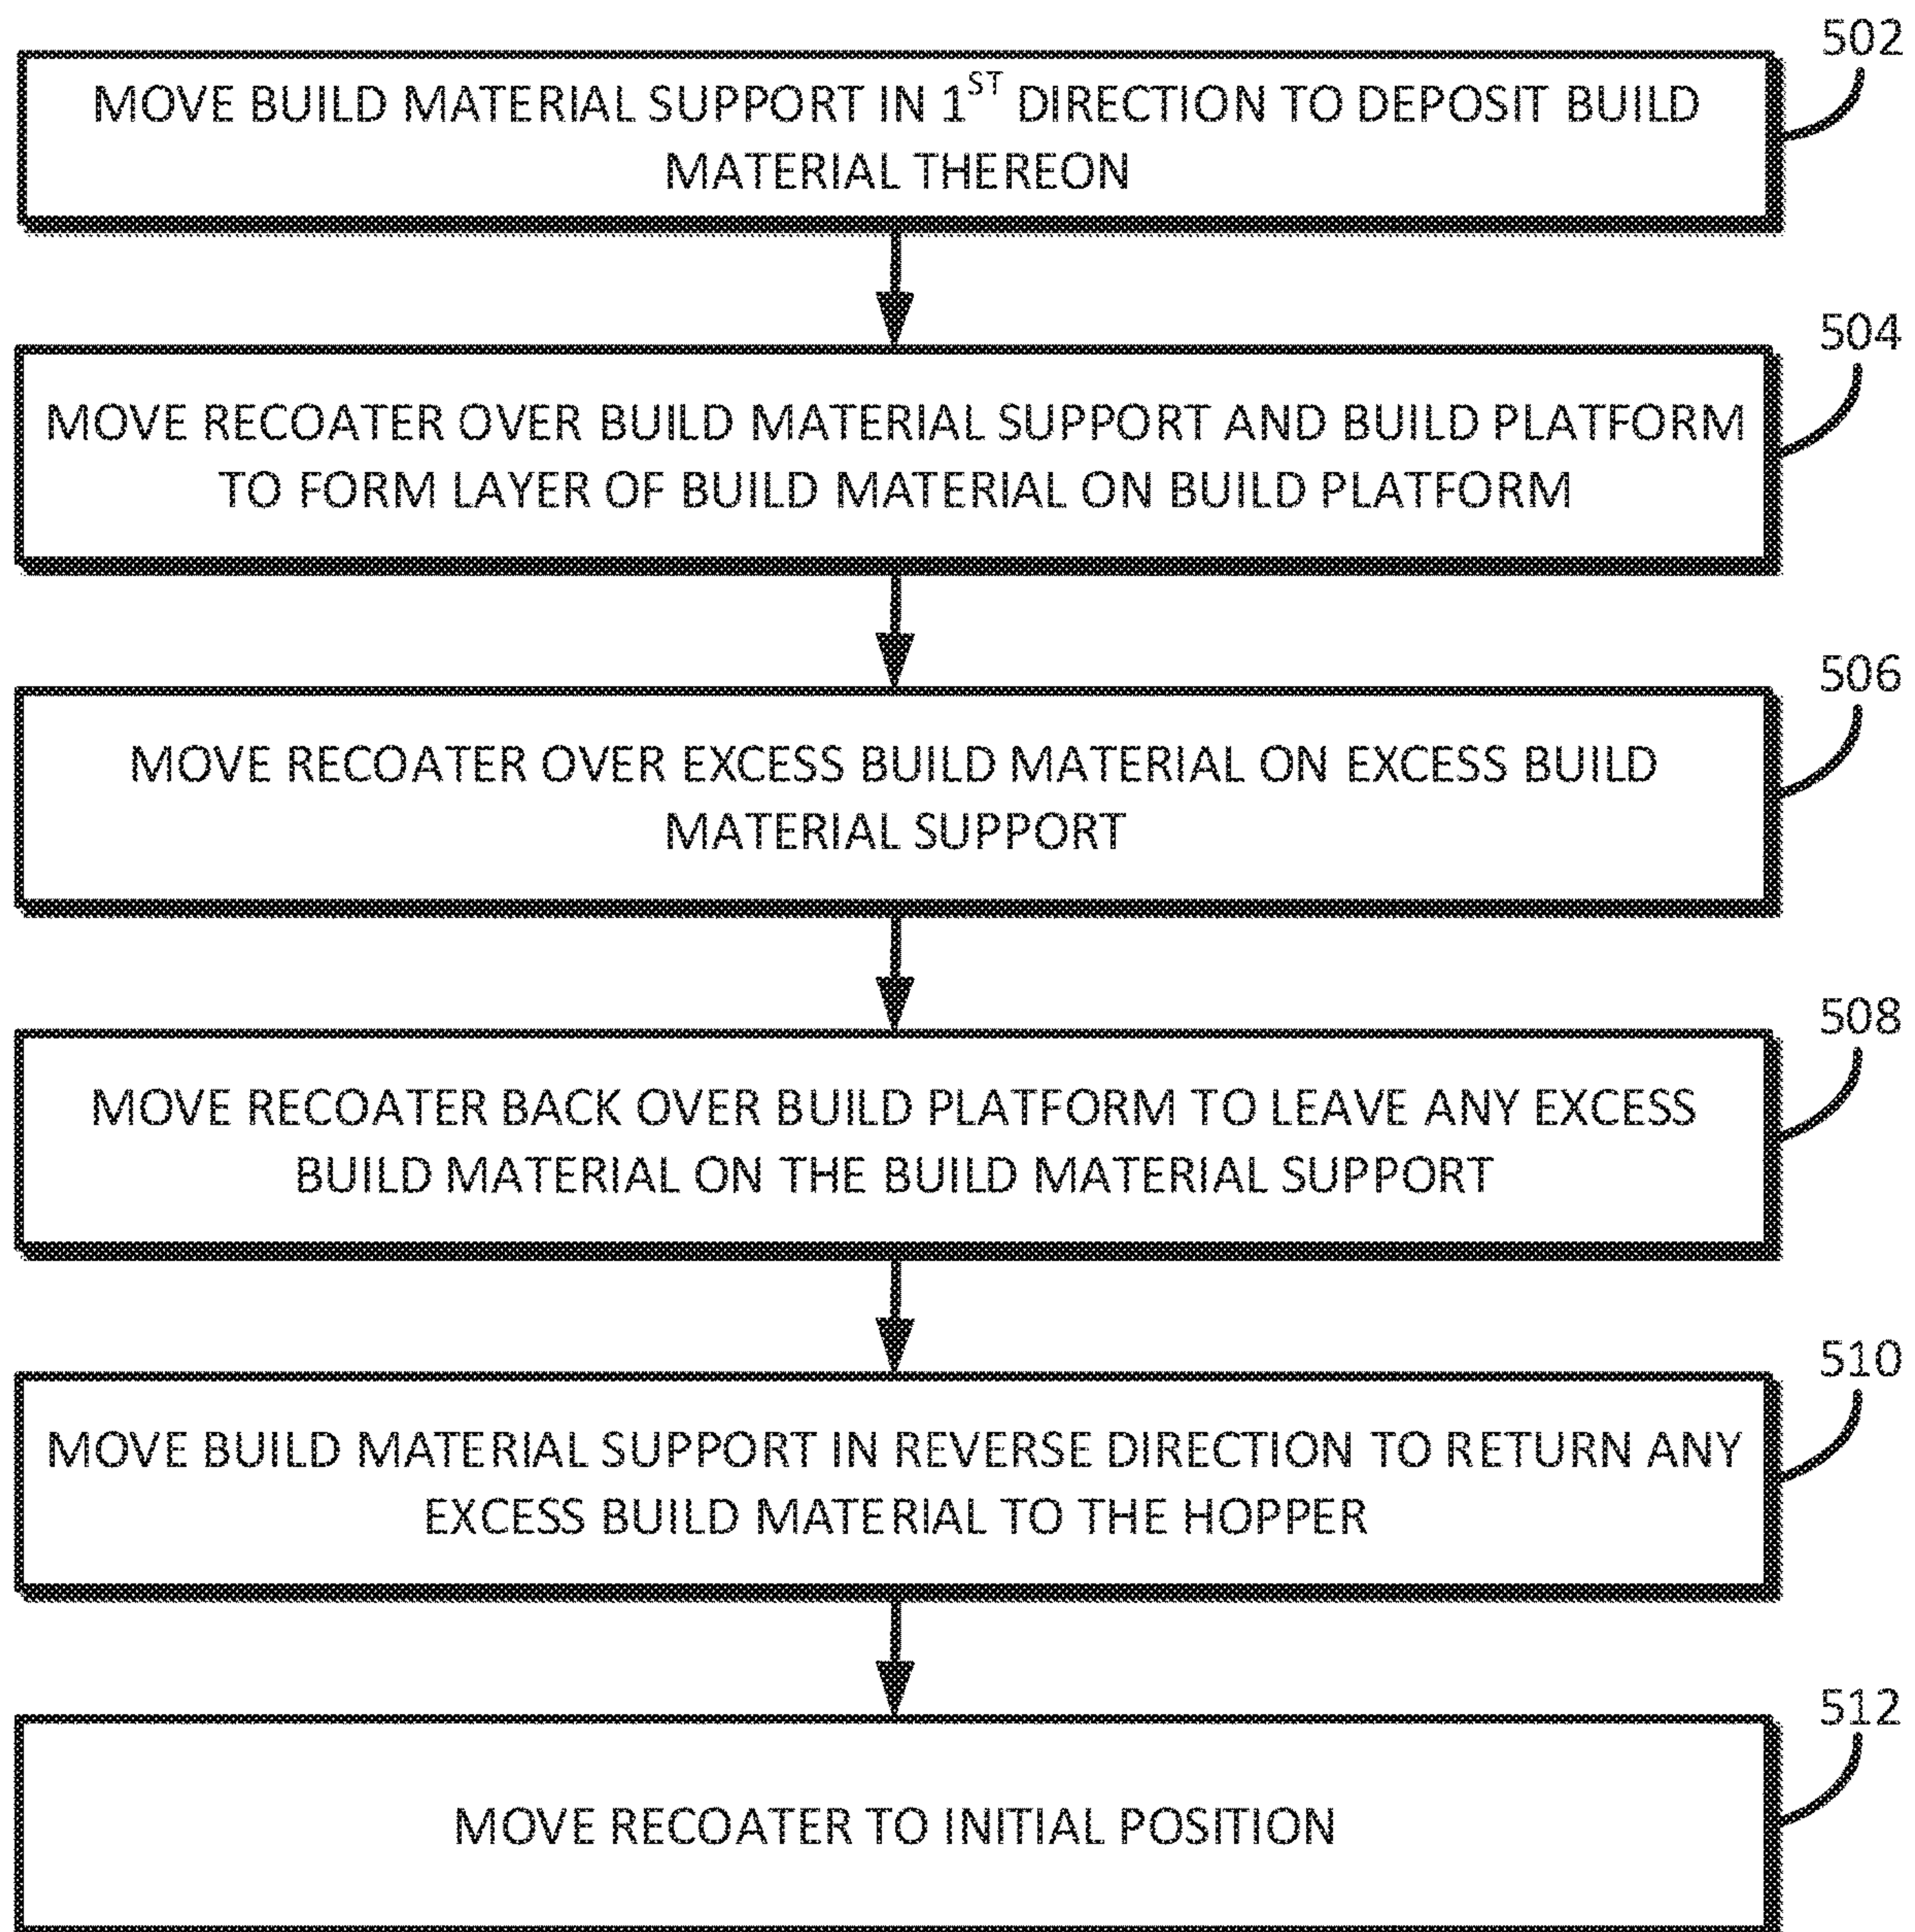 502
MOVE BUILD MATERIAL SUPPORT IN 1ST DIRECTION TO DEPOSIT BUILD
MATERIAL THEREON
504
MOVE RECOATER OVER BUILD MATERIAL SUPPORT AND BUILD PLATFORM
TO FORM LAYER OF BUILD MATERIAL ON BUILD PLATFORM
506
MOVE RECOATER OVER EXCESS BUILD MATERIAL ON EXCESS BUILD
MATERIAL SUPPORT
508
MOVE RECOATER BACK OVER BUILD PLATFORM TO LEAVE ANY EXCESS
BUILD MATERIAL ON THE BUILD MATERIAL SUPPORT
510
MOVE BUILD MATERIAL SUPPORT IN REVERSE DIRECTION TO RETURN ANY
EXCESS BUILD MATERIAL TO THE HOPPER
512
MOVE RECOATER TO INITIAL POSITION